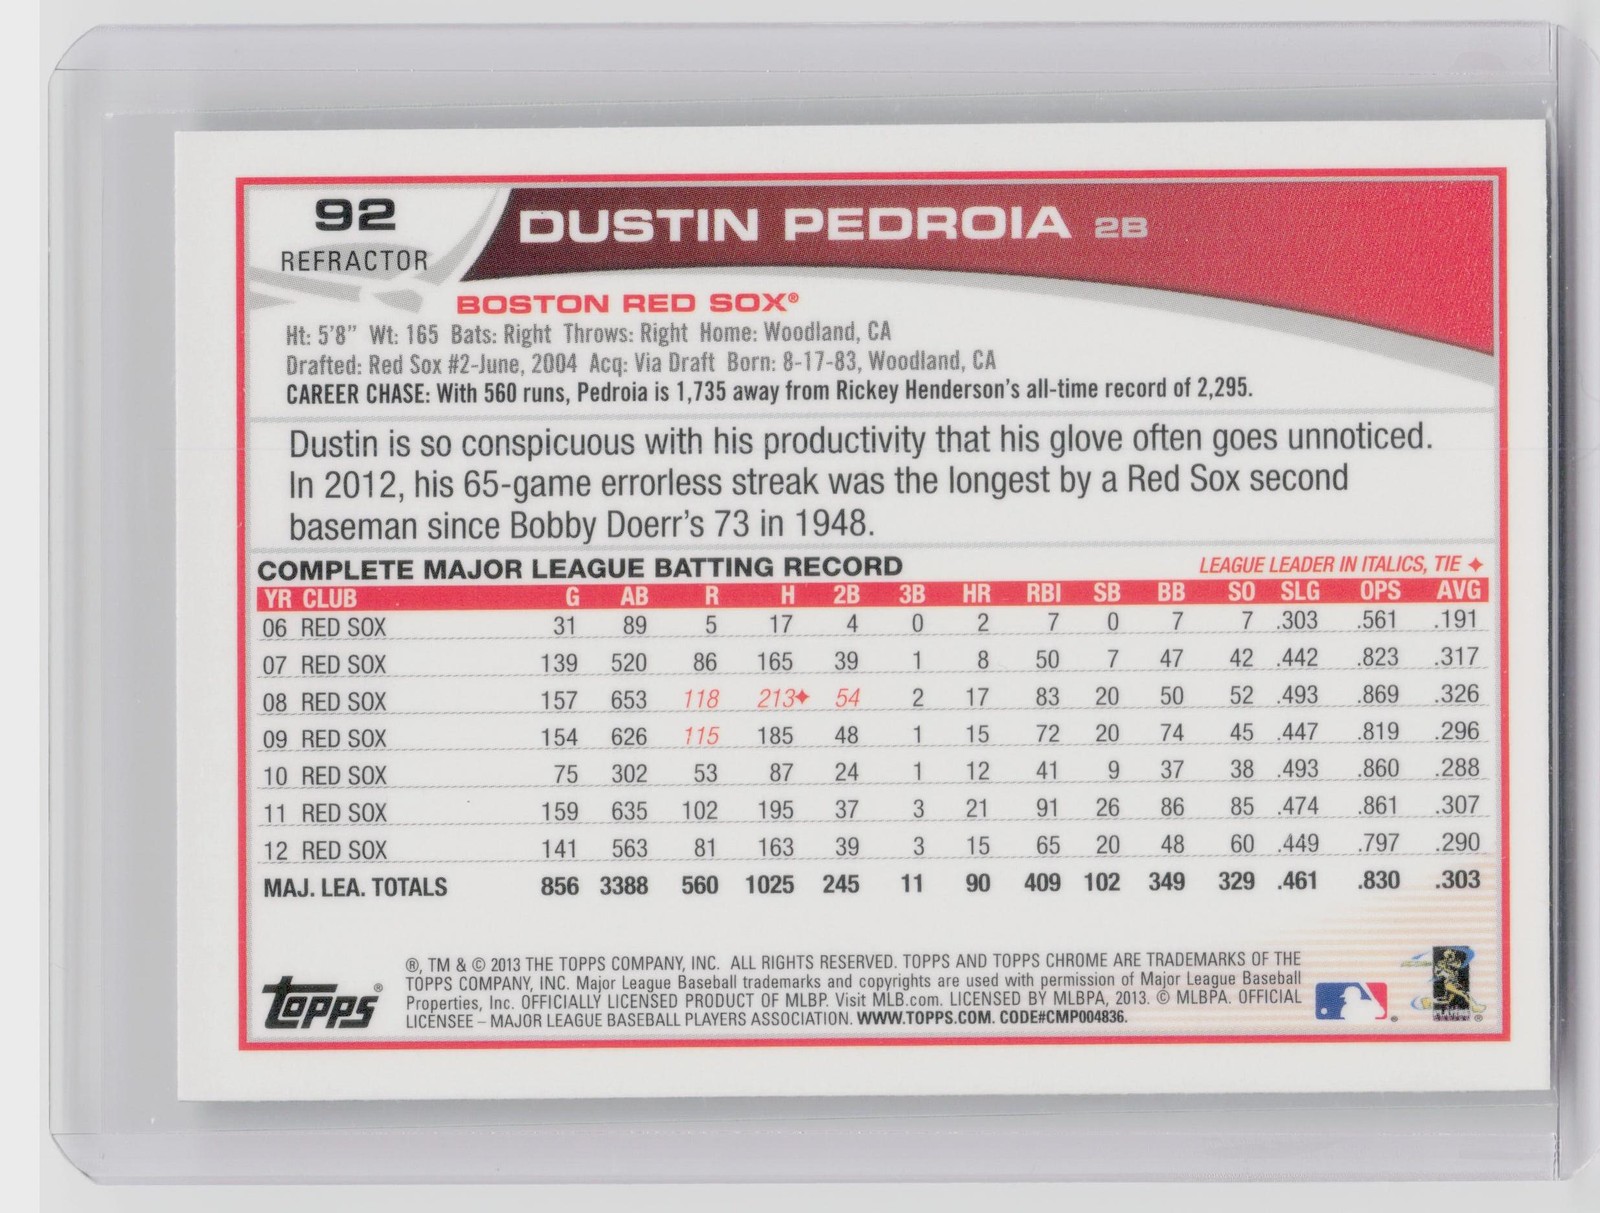 92
REFRACTOR
DUSTIN PEDROIA 2B
BOSTON RED SOX®
Ht: 5'8" Wt: 165 Bats: Right Throws: Right Home: Woodland, CA
Drafted: Red Sox #2-June, 2004 Acq: Via Draft Born: 8-17-83, Woodland, CA
CAREER CHASE: With 560 runs, Pedroia is 1,735 away from Rickey Henderson's all-time record of 2,295.
Dustin is so conspicuous with his productivity that his glove often goes unnoticed.
In 2012, his 65-game errorless streak was the longest by a Red Sox second
baseman since Bobby Doerr's 73 in 1948.
COMPLETE MAJOR LEAGUE BATTING RECORD LEAGUE LEADER IN ITALICS, TIE ✦
YR CLUB G AB R H 2B 3B HR RBI SB BB SO SLG OPS AVG
06 RED SOX 31 89 5 17 4 0 2 7 0 7 7 .303 .561 .191
07 RED SOX 139 520 86 165 39 1 8 50 7 47 42 .442 .823 .317
08 RED SOX 157 653 118 213✦ 54 2 17 83 20 50 52 .493 .869 .326
09 RED SOX 154 626 115 185 48 1 15 72 20 74 45 .447 .819 .296
10 RED SOX 75 302 53 87 24 1 12 41 9 37 38 .493 .860 .288
11 RED SOX 159 635 102 195 37 3 21 91 26 86 85 .474 .861 .307
12 RED SOX 141 563 81 163 39 3 15 65 20 48 60 .449 .797 .290
MAJ. LEA. TOTALS 856 3388 560 1025 245 11 90 409 102 349 329 .461 .830 .303
®, TM & © 2013 THE TOPPS COMPANY, INC. ALL RIGHTS RESERVED. TOPPS AND TOPPS CHROME ARE TRADEMARKS OF THE
TOPPS COMPANY, INC. Major League Baseball trademarks and copyrights are used with permission of Major League Baseball
Properties, Inc. OFFICIALLY LICENSED PRODUCT OF MLBP. Visit MLB.com. LICENSED BY MLBPA, 2013. © MLBPA. OFFICIAL
LICENSEE – MAJOR LEAGUE BASEBALL PLAYERS ASSOCIATION. WWW.TOPPS.COM. CODE#CMP004836.
Topps®